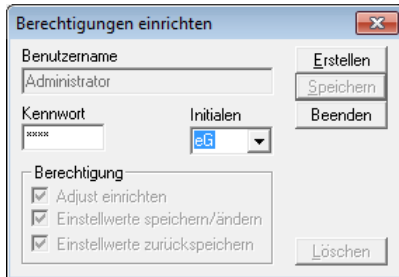 Berechtigungen einrichten
Benutzername
Administrator
Kennwort
****
Initialen
eG
Berechtigung
Adjust einrichten
Einstellwerte speichern/ändern
Einstellwerte zurückspeichern
Erstellen
Speichern
Beenden
Löschen